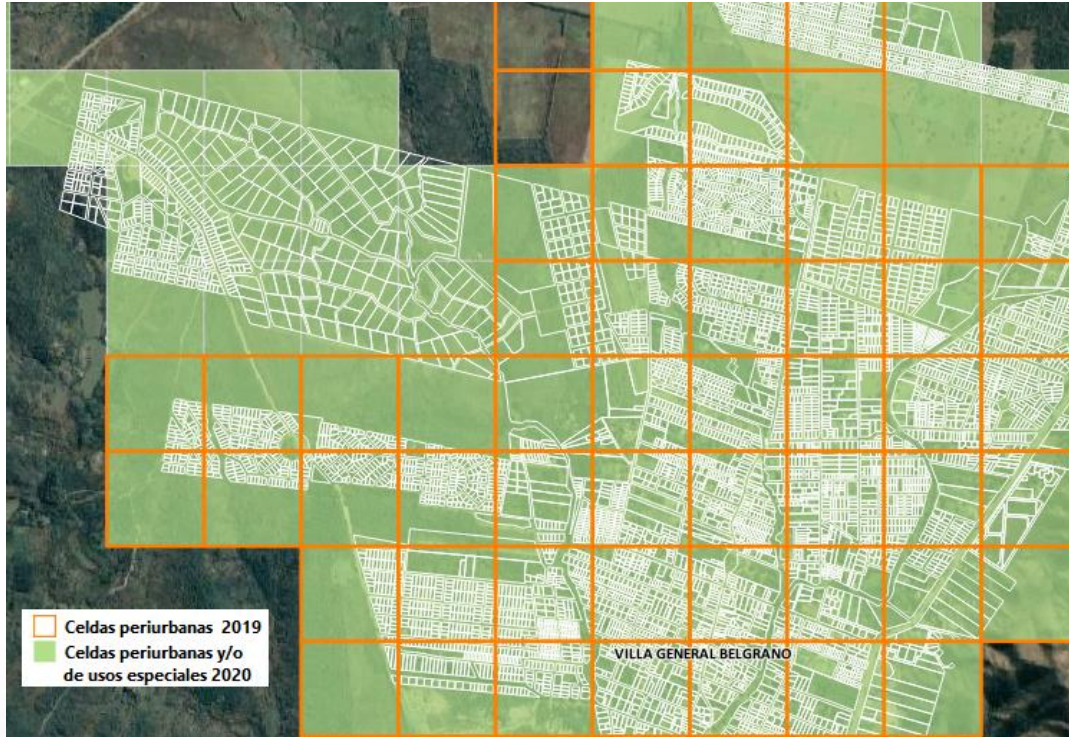 Celdas periurbanas 2019
Celdas periurbanas y/o
de usos especiales 2020
VILLA GENERAL BELGRANO